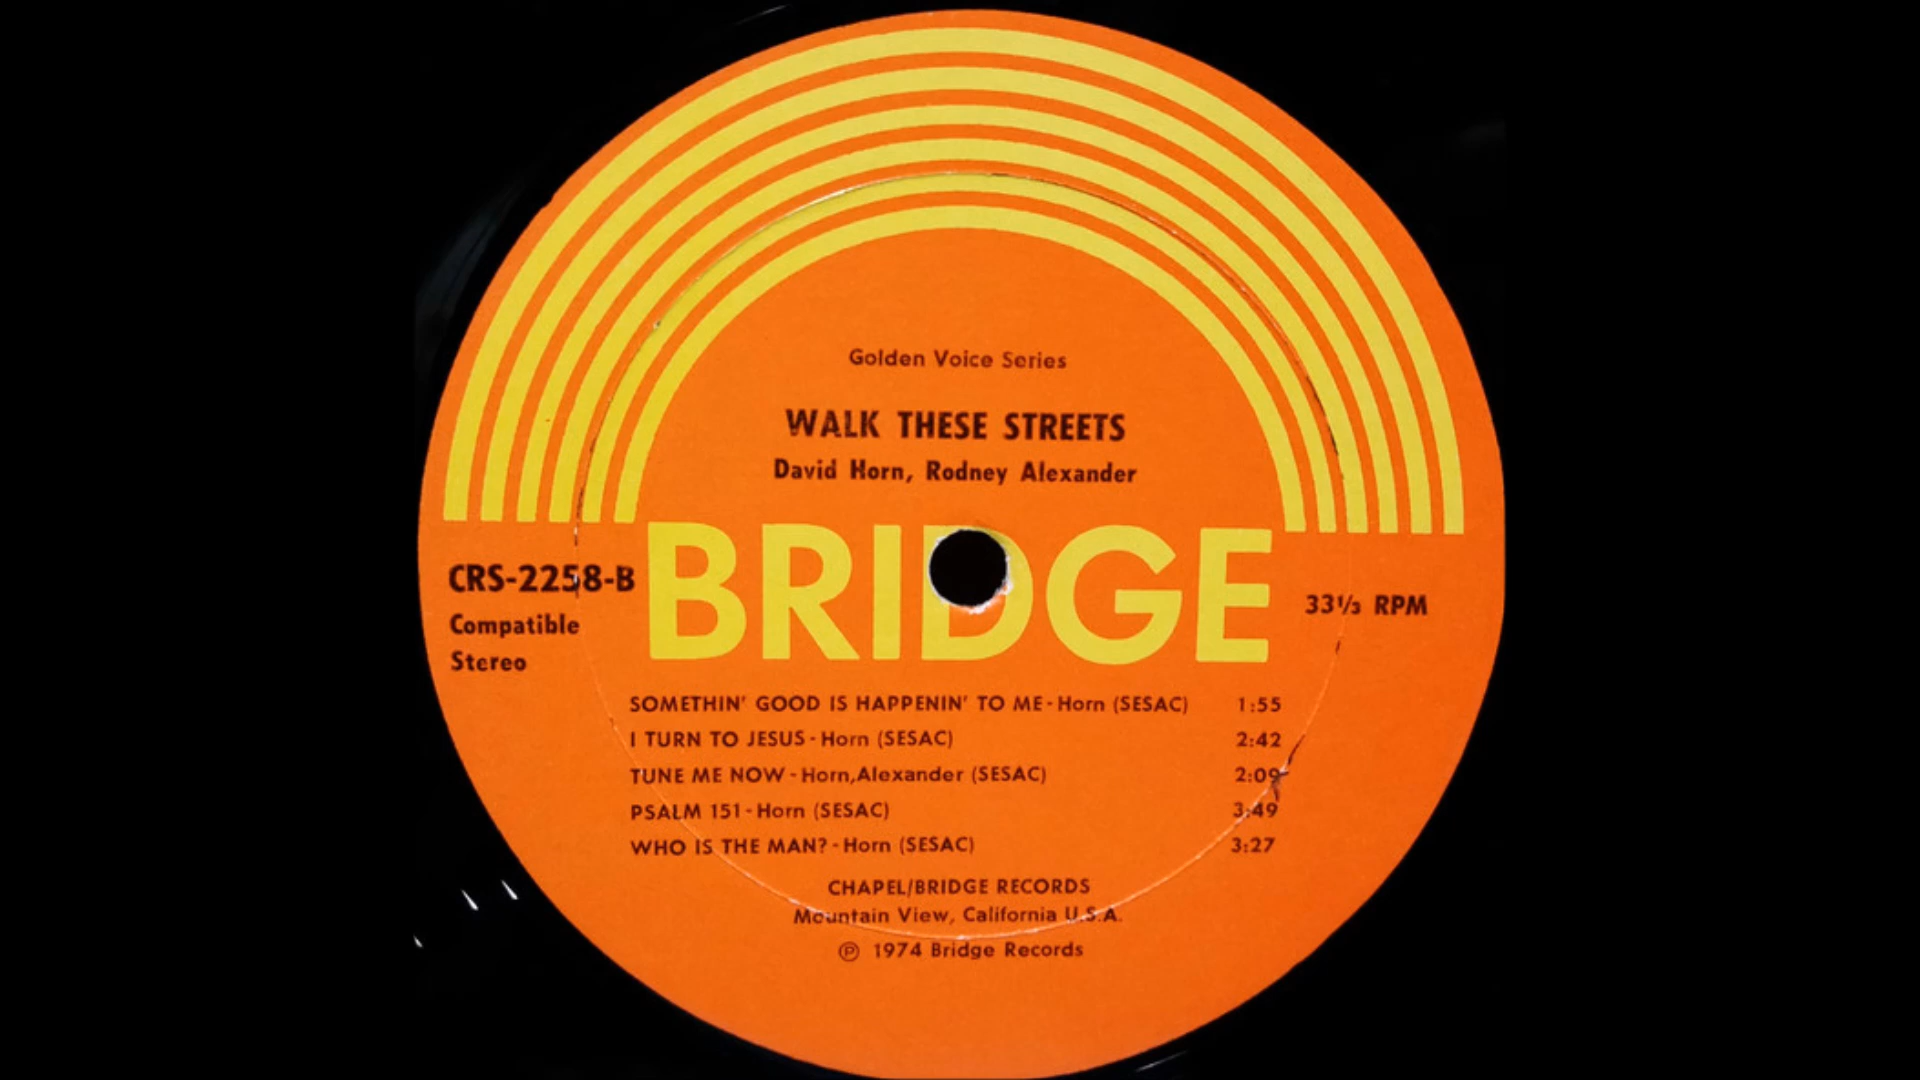 Golden Voice Series
WALK THESE STREETS
David Horn, Rodney Alexander
BRIDGE
CRS-2258-B
Compatible
Stereo
33⅓ RPM
SOMETHIN' GOOD IS HAPPENIN' TO ME - Horn (SESAC) 1:55
I TURN TO JESUS - Horn (SESAC) 2:42
TUNE ME NOW - Horn,Alexander (SESAC) 2:09
PSALM 151 - Horn (SESAC) 3:49
WHO IS THE MAN? - Horn (SESAC) 3:27
CHAPEL/BRIDGE RECORDS
Mountain View, California U.S.A.
℗ 1974 Bridge Records